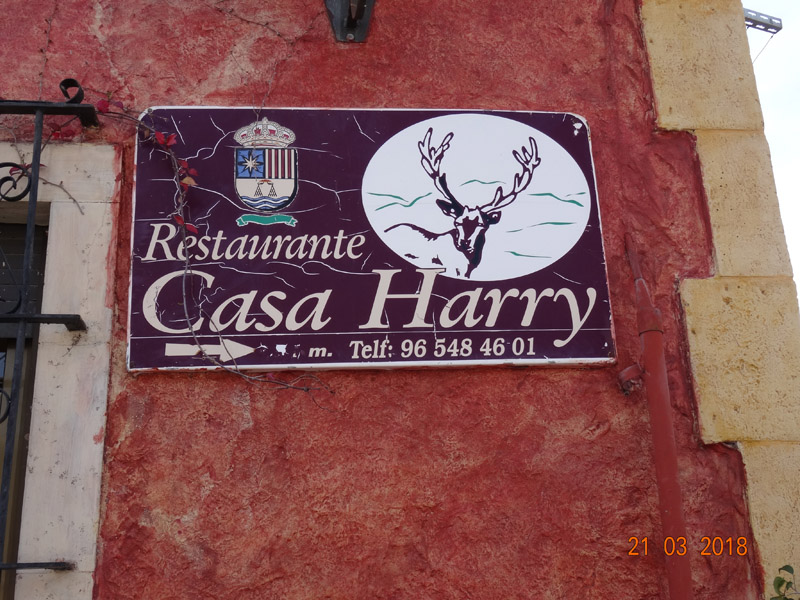 Restaurante
Casa Harry
m. Telf: 96 548 46 01
21 03 2018